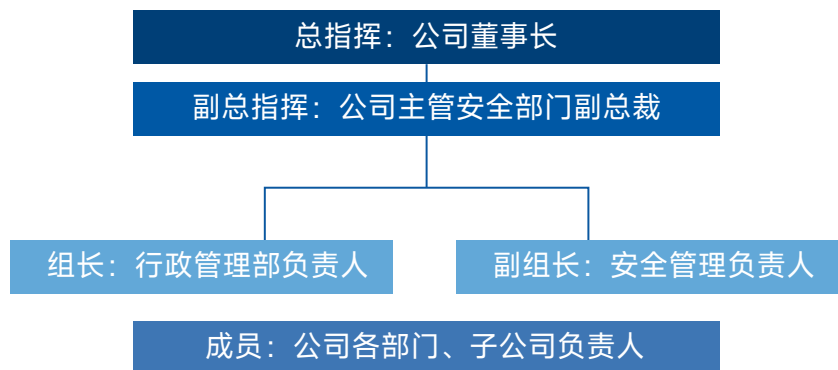 总指挥：公司董事长
副总指挥：公司主管安全部门副总裁
组长：行政管理部负责人
副组长：安全管理负责人
成员：公司各部门、子公司负责人